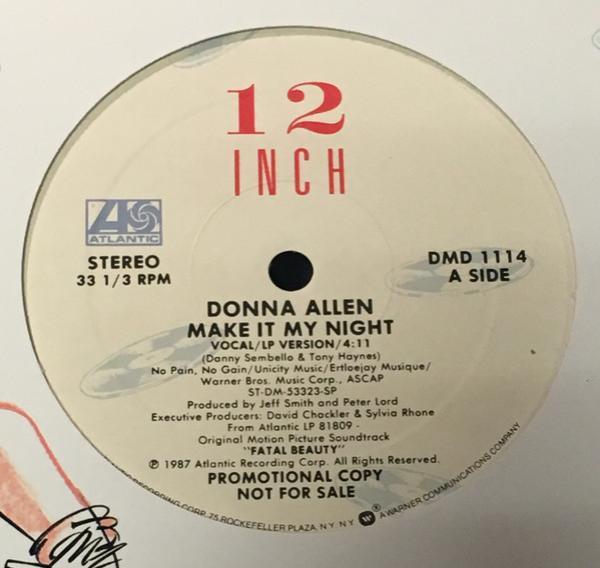 12
INCH
ATLANTIC
STEREO
33 1/3 RPM
DMD 1114
A SIDE
DONNA ALLEN
MAKE IT MY NIGHT
VOCAL/LP VERSION/4:11
(Danny Sembello & Tony Haynes)
No Pain, No Gain/Unicity Music/Ertloejay Musique/
Warner Bros. Music Corp., ASCAP
ST-DM-53323-SP
Produced by Jeff Smith and Peter Lord
Executive Producers: David Chackler & Sylvia Rhone
From Atlantic LP 81809 -
Original Motion Picture Soundtrack
"FATAL BEAUTY"
℗ 1987 Atlantic Recording Corp. All Rights Reserved.
PROMOTIONAL COPY
NOT FOR SALE
RECORDING CORP. 75 ROCKEFELLER PLAZA, N.Y. N.Y. ® A WARNER COMMUNICATIONS COMPANY